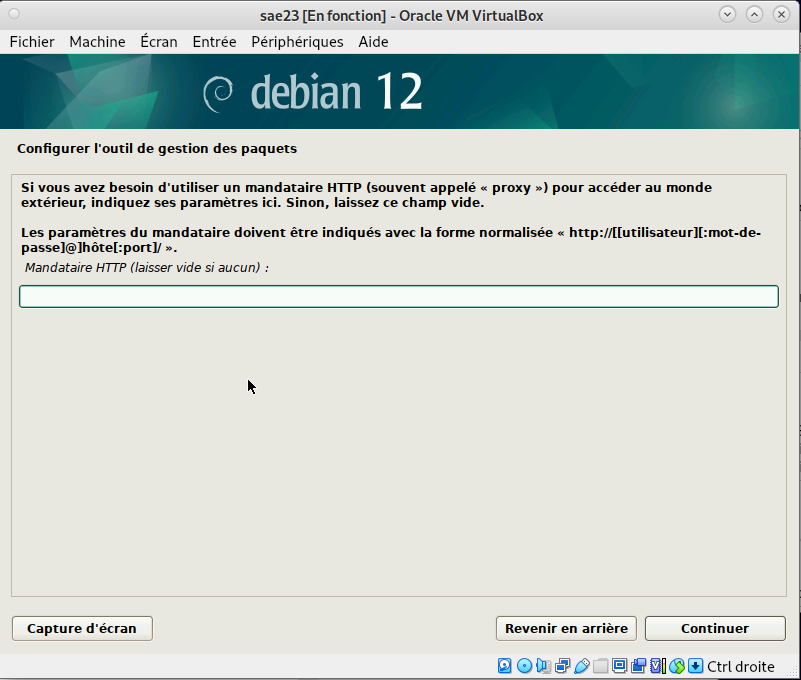 sae23 [En fonction] - Oracle VM VirtualBox
Fichier Machine Écran Entrée Périphériques Aide
debian 12
Configurer l'outil de gestion des paquets
Si vous avez besoin d'utiliser un mandataire HTTP (souvent appelé « proxy ») pour accéder au monde
extérieur, indiquez ses paramètres ici. Sinon, laissez ce champ vide.
Les paramètres du mandataire doivent être indiqués avec la forme normalisée « http://[[utilisateur][:mot-de-
passe]@]hôte[:port]/ ».
Mandataire HTTP (laisser vide si aucun) :
Capture d'écran Revenir en arrière Continuer
Ctrl droite